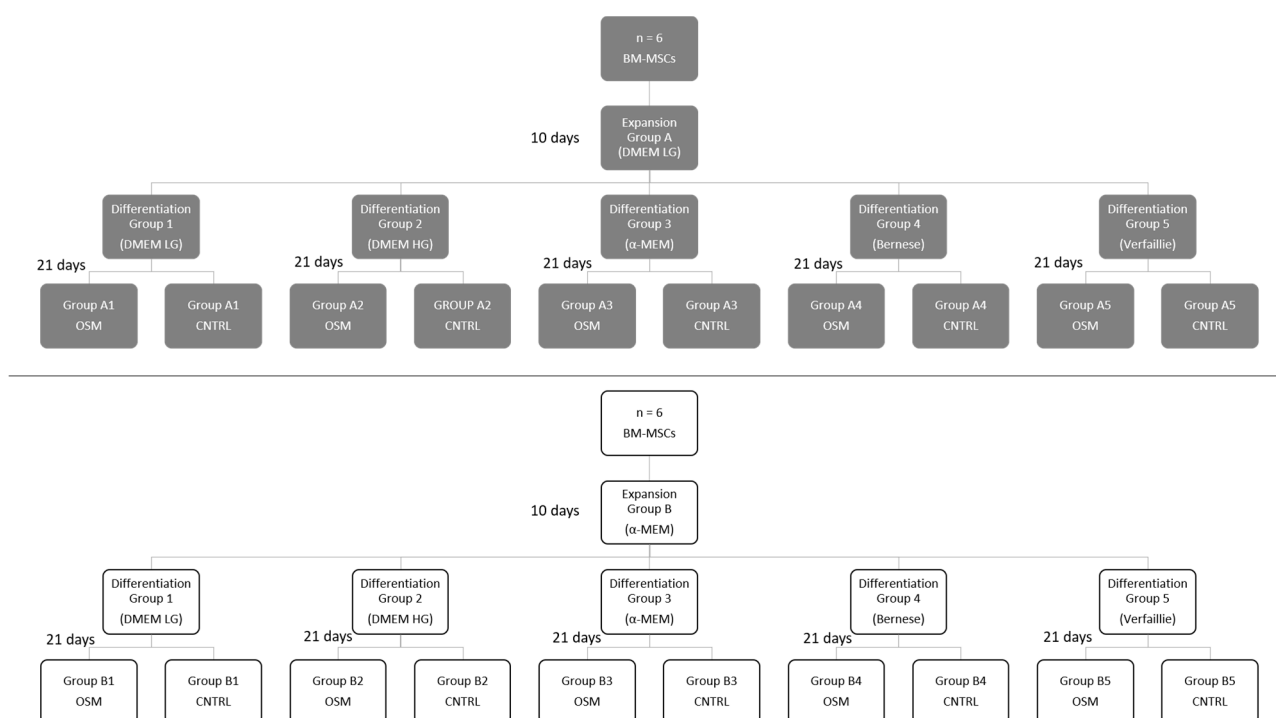 n = 6
BM-MSCs
10 days
Expansion
Group A
(DMEM LG)
Differentiation
Group 1
(DMEM LG)
Differentiation
Group 2
(DMEM HG)
Differentiation
Group 3
(α-MEM)
Differentiation
Group 4
(Bernese)
Differentiation
Group 5
(Verfaillie)
21 days
21 days
21 days
21 days
21 days
Group A1
OSM
Group A1
CNTRL
Group A2
OSM
GROUP A2
CNTRL
Group A3
OSM
Group A3
CNTRL
Group A4
OSM
Group A4
CNTRL
Group A5
OSM
Group A5
CNTRL
n = 6
BM-MSCs
10 days
Expansion
Group B
(α-MEM)
Differentiation
Group 1
(DMEM LG)
Differentiation
Group 2
(DMEM HG)
Differentiation
Group 3
(α-MEM)
Differentiation
Group 4
(Bernese)
Differentiation
Group 5
(Verfaillie)
21 days
21 days
21 days
21 days
21 days
Group B1
OSM
Group B1
CNTRL
Group B2
OSM
Group B2
CNTRL
Group B3
OSM
Group B3
CNTRL
Group B4
OSM
Group B4
CNTRL
Group B5
OSM
Group B5
CNTRL